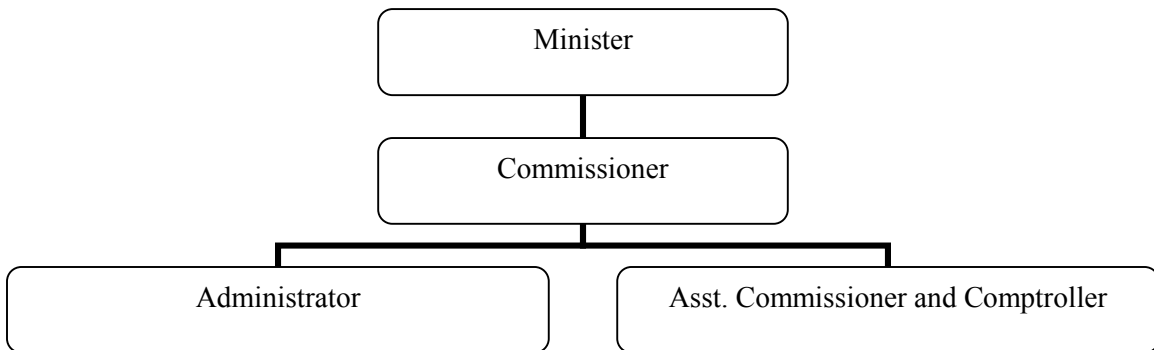 Minister
Commissioner
Administrator
Asst. Commissioner and Comptroller